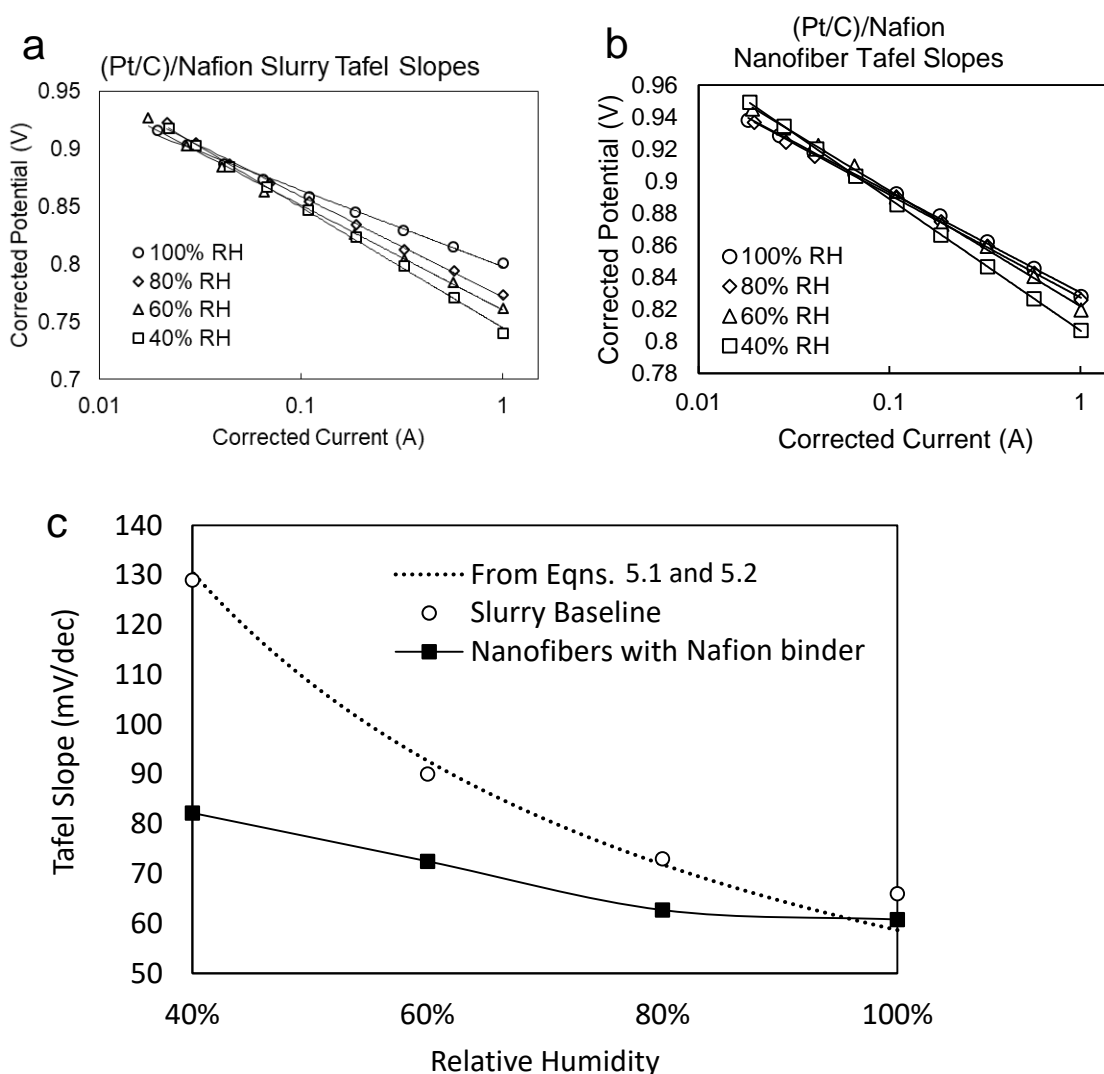 a
(Pt/C)/Nafion Slurry Tafel Slopes
0.95
0.9
0.85
0.8
0.75
0.7
Corrected Potential (V)
100% RH
80% RH
60% RH
40% RH
0.01
0.1
1
Corrected Current (A)
b
(Pt/C)/Nafion
Nanofiber Tafel Slopes
0.96
0.94
0.92
0.9
0.88
0.86
0.84
0.82
0.8
0.78
Corrected Potential (V)
100% RH
80% RH
60% RH
40% RH
0.01
0.1
1
Corrected Current (A)
c
140
130
120
110
100
90
80
70
60
50
Tafel Slope (mV/dec)
From Eqns. 5.1 and 5.2
Slurry Baseline
Nanofibers with Nafion binder
40%
60%
80%
100%
Relative Humidity